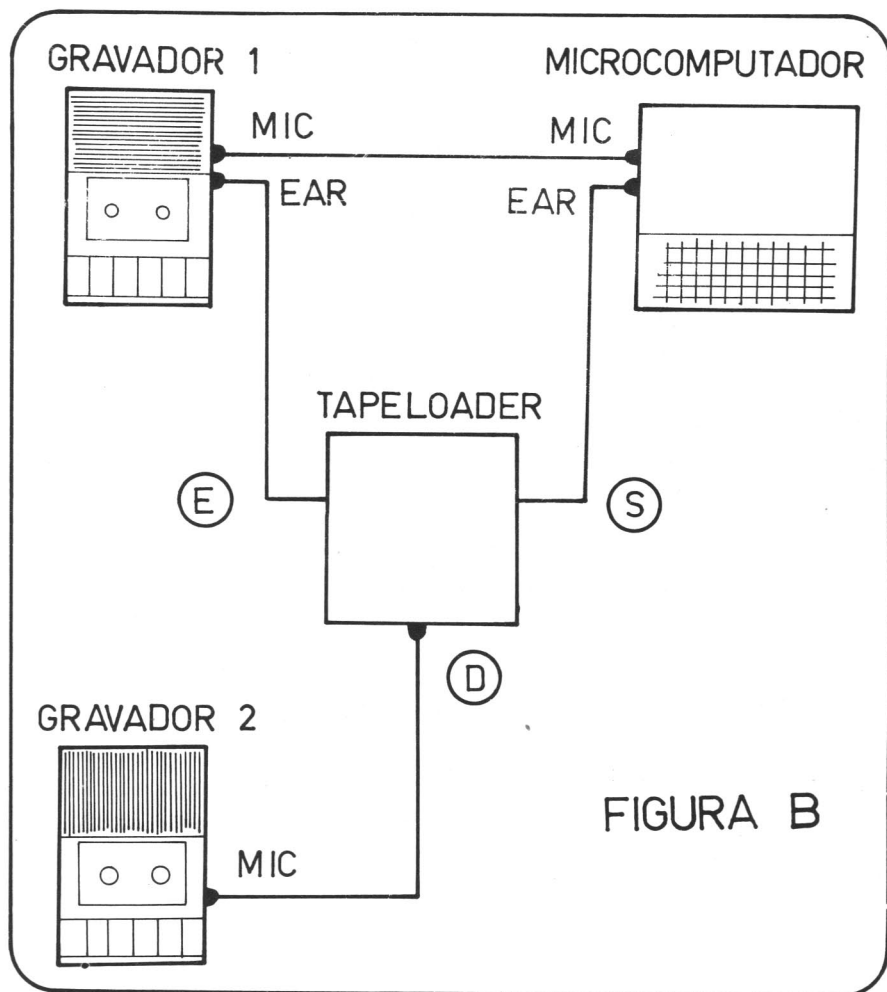 GRAVADOR 1
MICROCOMPUTADOR
MIC
MIC
EAR
EAR
TAPELOADER
E
S
D
GRAVADOR 2
MIC
FIGURA B